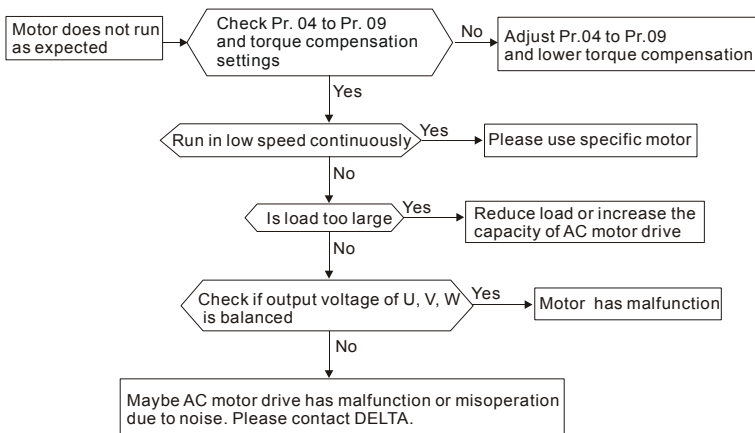 Motor does not run
as expected
Check Pr. 04 to Pr. 09
and torque compensation
settings
No
Adjust Pr.04 to Pr.09
and lower torque compensation
Yes
Run in low speed continuously
Yes
Please use specific motor
No
Is load too large
Yes
Reduce load or increase the
capacity of AC motor drive
No
Check if output voltage of U, V, W
is balanced
Yes
Motor has malfunction
No
Maybe AC motor drive has malfunction or misoperation
due to noise. Please contact DELTA.